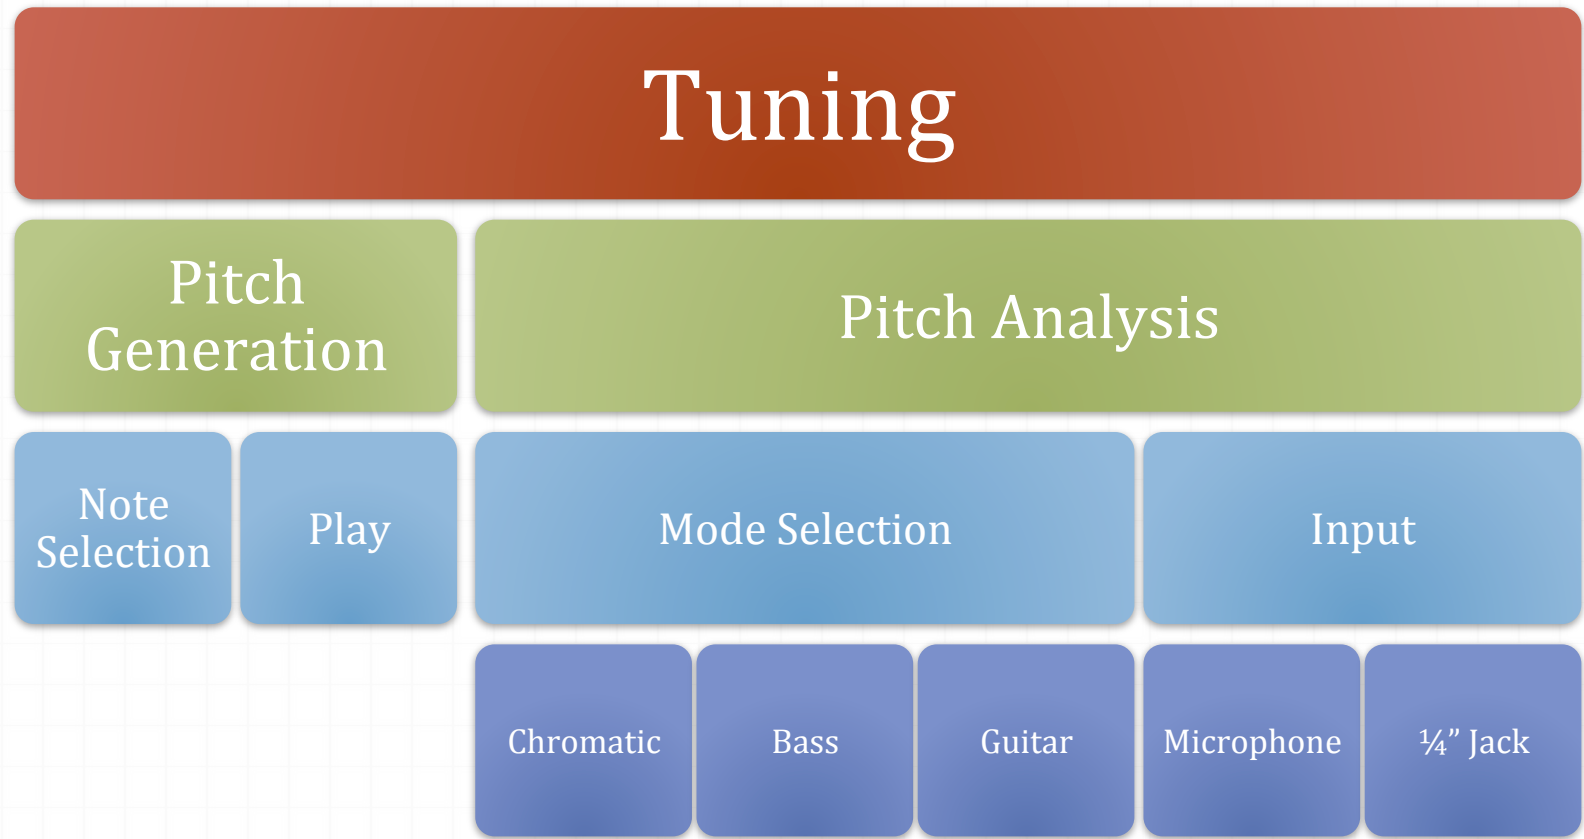 Tuning
Pitch
Generation
Pitch Analysis
Note
Selection
Play
Mode Selection
Input
Chromatic
Bass
Guitar
Microphone
¼” Jack